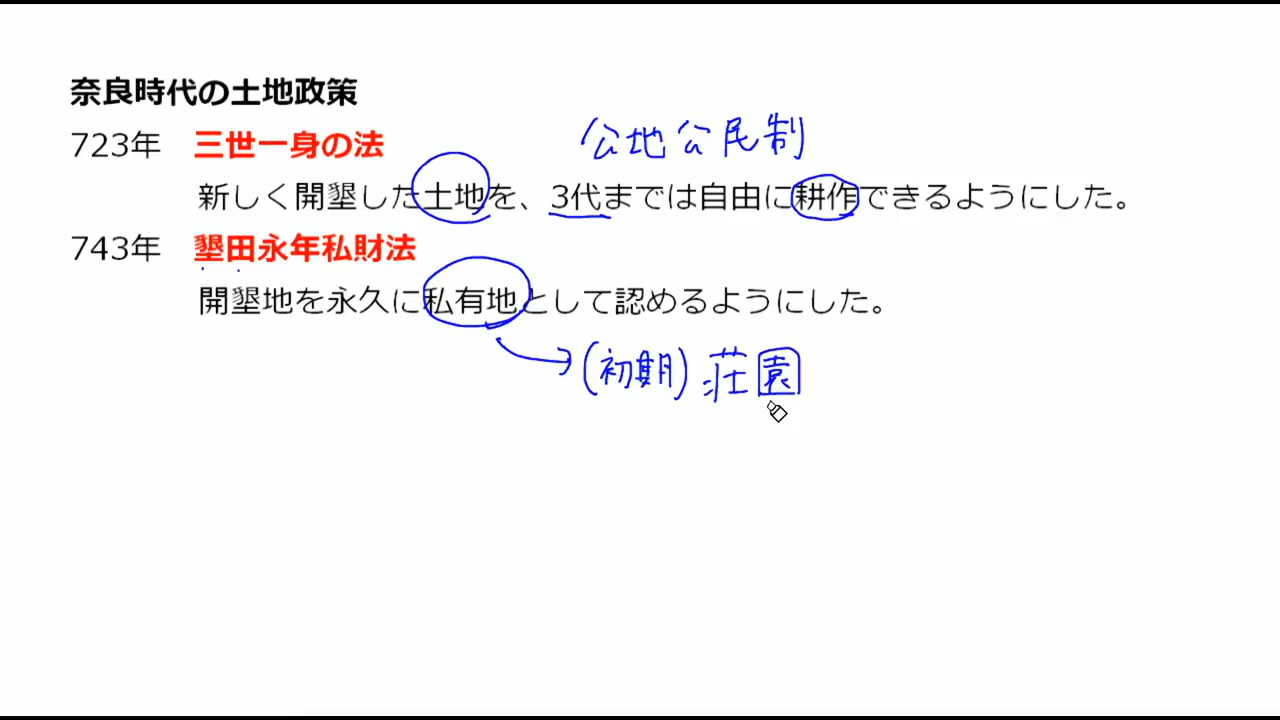 奈良時代の土地政策
723年 三世一身の法
公地公民制
新しく開墾した土地を、3代までは自由に耕作できるようにした。
743年 墾田永年私財法
開墾地を永久に私有地として認めるようにした。
(初期)荘園